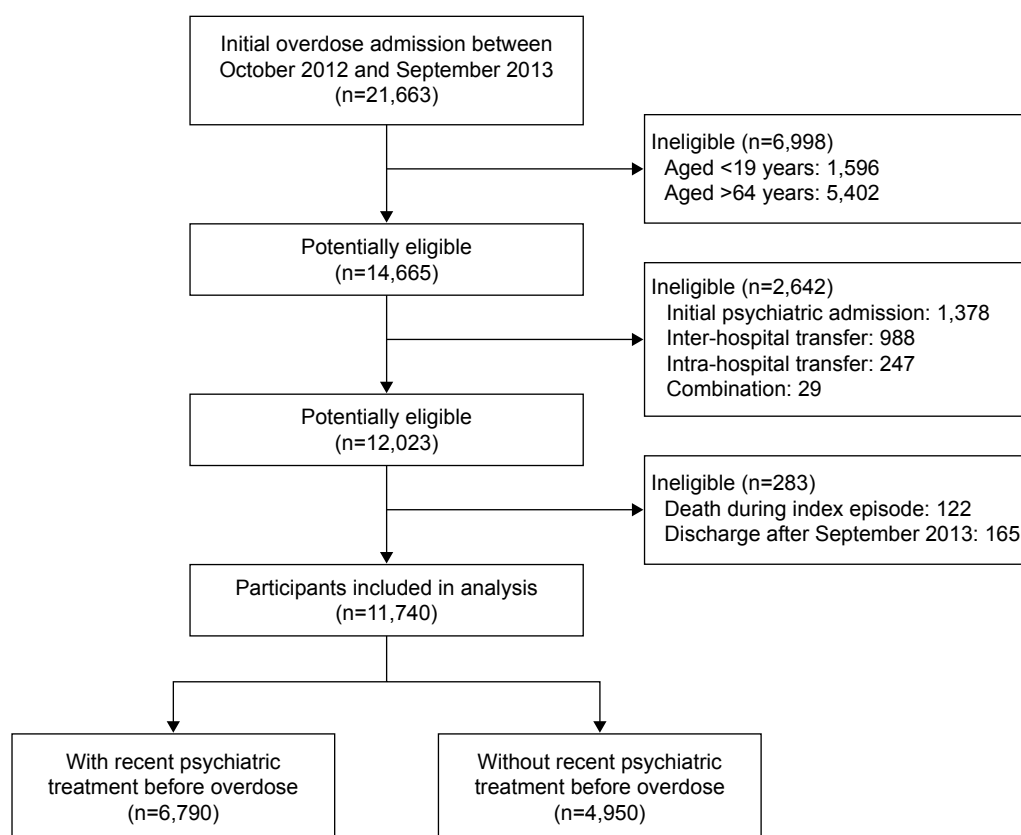 Initial overdose admission between
October 2012 and September 2013
(n=21,663)
Ineligible (n=6,998)
Aged <19 years: 1,596
Aged >64 years: 5,402
Potentially eligible
(n=14,665)
Ineligible (n=2,642)
Initial psychiatric admission: 1,378
Inter-hospital transfer: 988
Intra-hospital transfer: 247
Combination: 29
Potentially eligible
(n=12,023)
Ineligible (n=283)
Death during index episode: 122
Discharge after September 2013: 165
Participants included in analysis
(n=11,740)
With recent psychiatric
treatment before overdose
(n=6,790)
Without recent psychiatric
treatment before overdose
(n=4,950)